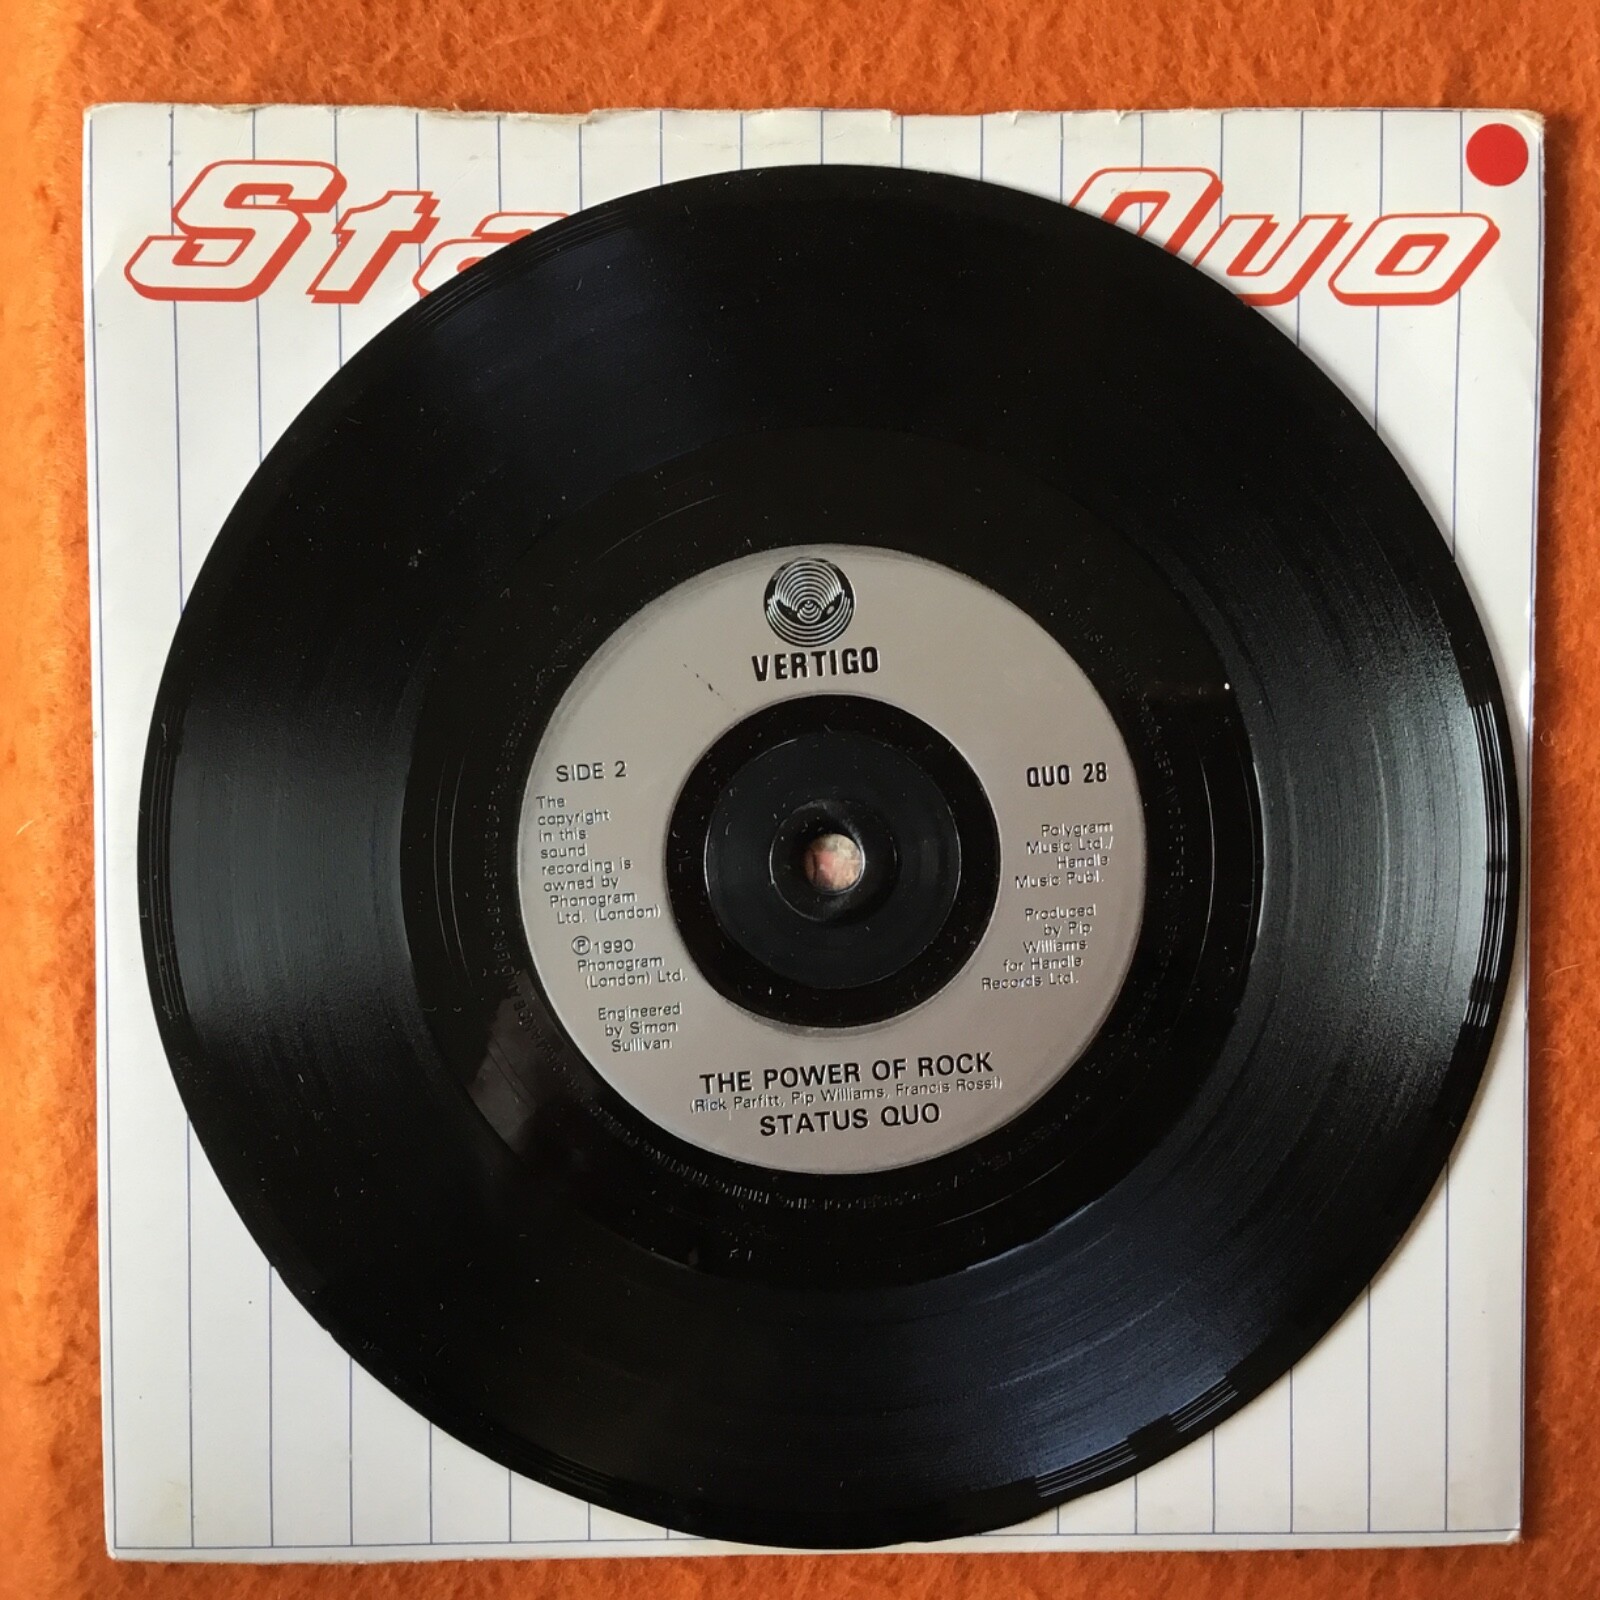 Sta Quo
VERTIGO
SIDE 2
The
copyright
in this
sound
recording is
owned by
Phonogram
Ltd. (London)
℗1990
Phonogram
(London) Ltd.
Engineered
by Simon
Sullivan
QUO 28
Polygram
Music Ltd./
Handle
Music Publ.
Produced
by Pip
Williams
for Handle
Records Ltd.
THE POWER OF ROCK
(Rick Parfitt, Pip Williams, Francis Rossi)
STATUS QUO